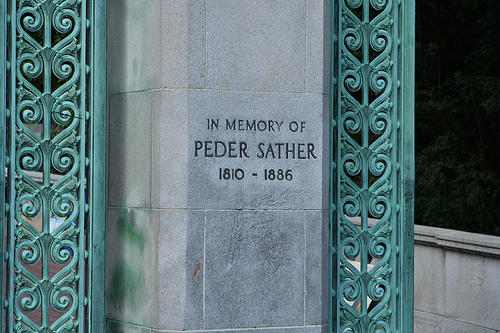 IN MEMORY OF
PEDER SATHER
1810 - 1886